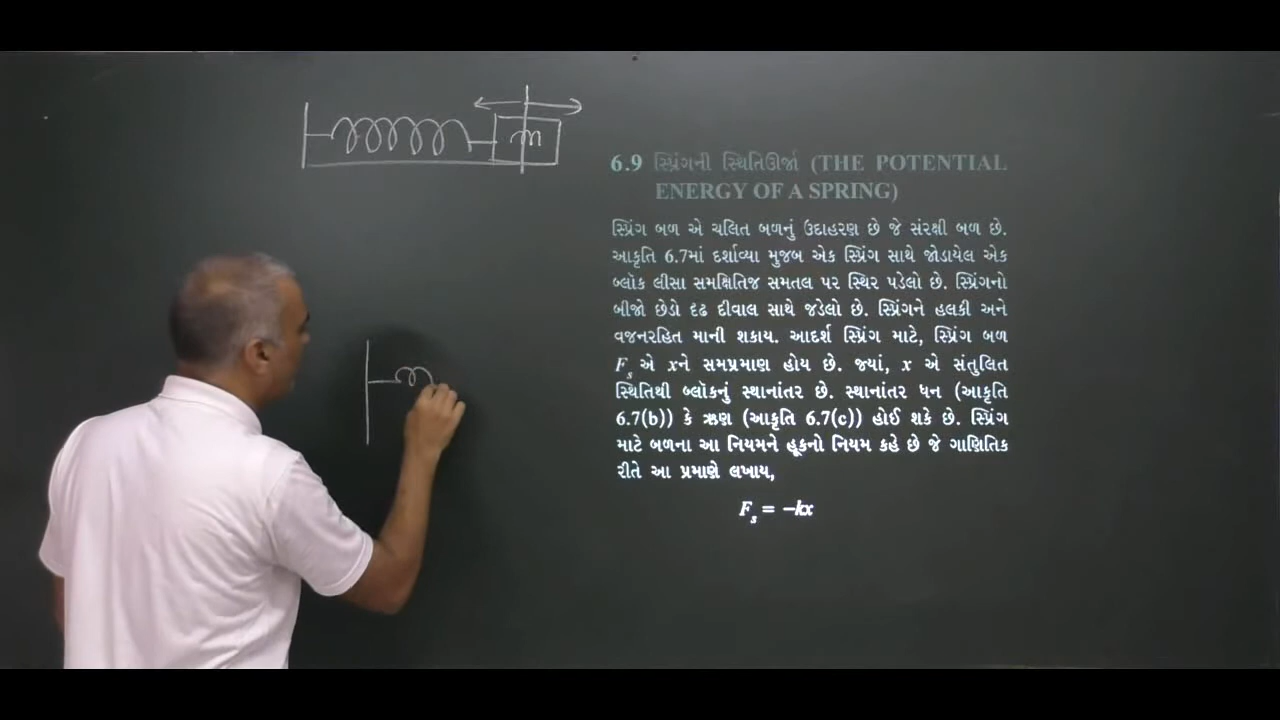 m
6.9 સ્પ્રિંગની સ્થિતિઊર્જા (THE POTENTIAL
ENERGY OF A SPRING)
સ્પ્રિંગ બળ એ ચલિત બળનું ઉદાહરણ છે જે સંરક્ષી બળ છે.
આકૃતિ 6.7માં દર્શાવ્યા મુજબ એક સ્પ્રિંગ સાથે જોડાયેલ એક
બ્લૉક લીસા સમક્ષિતિજ સમતલ પર સ્થિર પડેલો છે. સ્પ્રિંગનો
બીજો છેડો દૃઢ દીવાલ સાથે જડેલો છે. સ્પ્રિંગને હલકી અને
વજનરહિત માની શકાય. આદર્શ સ્પ્રિંગ માટે, સ્પ્રિંગ બળ
Fs એ xને સમપ્રમાણ હોય છે. જ્યાં, x એ સંતુલિત
સ્થિતિથી બ્લૉકનું સ્થાનાંતર છે. સ્થાનાંતર ધન (આકૃતિ
6.7(b)) કે ઋણ (આકૃતિ 6.7(c)) હોઈ શકે છે. સ્પ્રિંગ
માટે બળના આ નિયમને હૂકનો નિયમ કહે છે જે ગાણિતિક
રીતે આ પ્રમાણે લખાય,
Fs = −kx